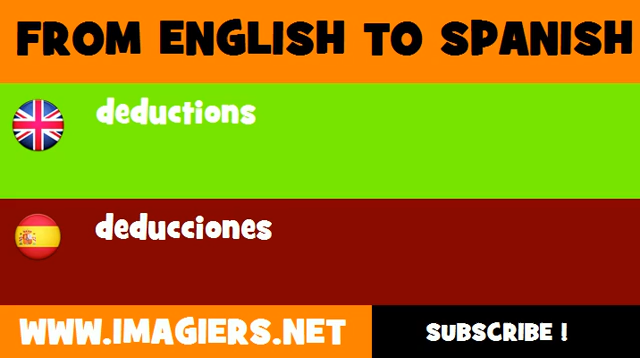 FROM ENGLISH TO SPANISH
deductions
deducciones
WWW.IMAGIERS.NET
SUBSCRIBE !